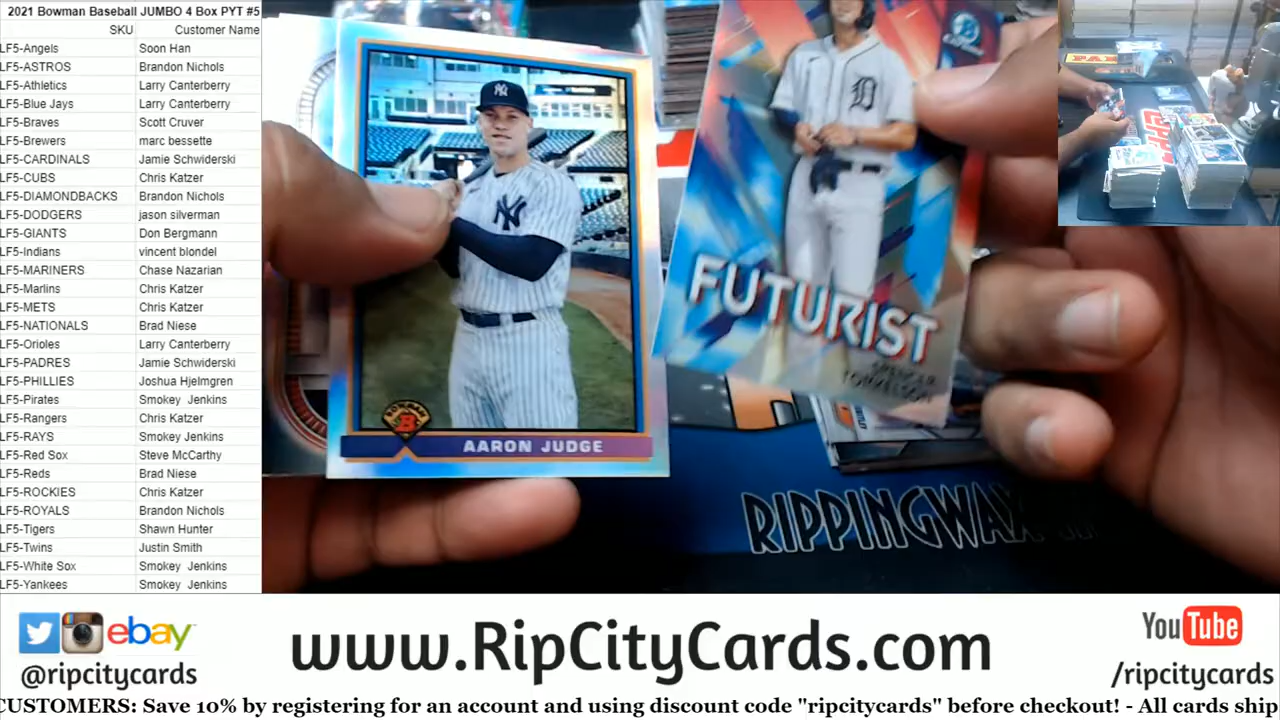 2021 Bowman Baseball JUMBO 4 Box PYT #5
SKU Customer Name
LF5-Angels Soon Han
LF5-ASTROS Brandon Nichols
LF5-Athletics Larry Canterberry
LF5-Blue Jays Larry Canterberry
LF5-Braves Scott Cruver
LF5-Brewers marc bessette
LF5-CARDINALS Jamie Schwiderski
LF5-CUBS Chris Katzer
LF5-DIAMONDBACKS Brandon Nichols
LF5-DODGERS jason silverman
LF5-GIANTS Don Bergmann
LF5-Indians vincent blondel
LF5-MARINERS Chase Nazarian
LF5-Marlins Chris Katzer
LF5-METS Chris Katzer
LF5-NATIONALS Brad Niese
LF5-Orioles Larry Canterberry
LF5-PADRES Jamie Schwiderski
LF5-PHILLIES Joshua Hjelmgren
LF5-Pirates Smokey Jenkins
LF5-Rangers Chris Katzer
LF5-RAYS Smokey Jenkins
LF5-Red Sox Steve McCarthy
LF5-Reds Brad Niese
LF5-ROCKIES Chris Katzer
LF5-ROYALS Brandon Nichols
LF5-Tigers Shawn Hunter
LF5-Twins Justin Smith
LF5-White Sox Smokey Jenkins
LF5-Yankees Smokey Jenkins
NY
NY
BOWMAN
B
AARON JUDGE
D
FUTURIST
SPENCER
TORKELSON
RIPPINGWAX
ebay
@ripcitycards
www.RipCityCards.com
YouTube
/ripcitycards
CUSTOMERS: Save 10% by registering for an account and using discount code "ripcitycards" before checkout! - All cards ship